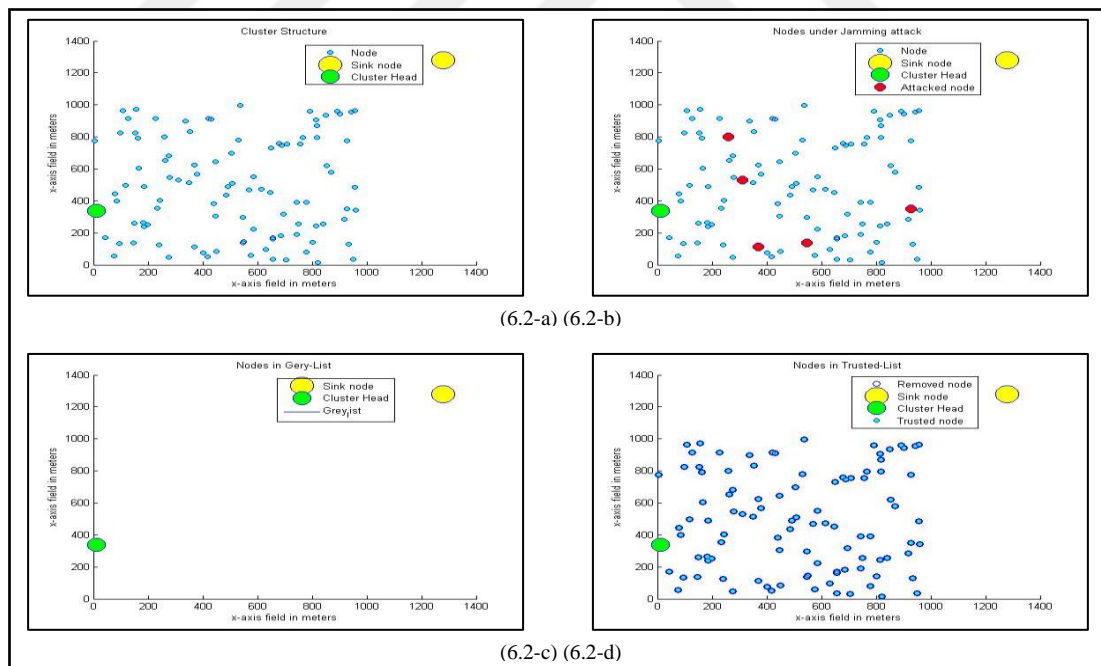 Cluster Structure
1400
1200
1000
800
600
400
200
0
x-axis field in meters
Node
Sink node
Cluster Head
0 200 400 600 800 1000 1200 1400
x-axis field in meters
Nodes under Jamming attack
1400
1200
1000
800
600
400
200
0
x-axis field in meters
Node
Sink node
Cluster Head
Attacked node
0 200 400 600 800 1000 1200 1400
x-axis field in meters
(6.2-a) (6.2-b)
Nodes in Gery-List
1400
1200
1000
800
600
400
200
0
x-axis field in meters
Sink node
Cluster Head
Greylist
0 200 400 600 800 1000 1200 1400
x-axis field in meters
Nodes in Trusted-List
1400
1200
1000
800
600
400
200
0
x-axis field in meters
Removed node
Sink node
Cluster Head
Trusted node
0 200 400 600 800 1000 1200 1400
x-axis field in meters
(6.2-c) (6.2-d)